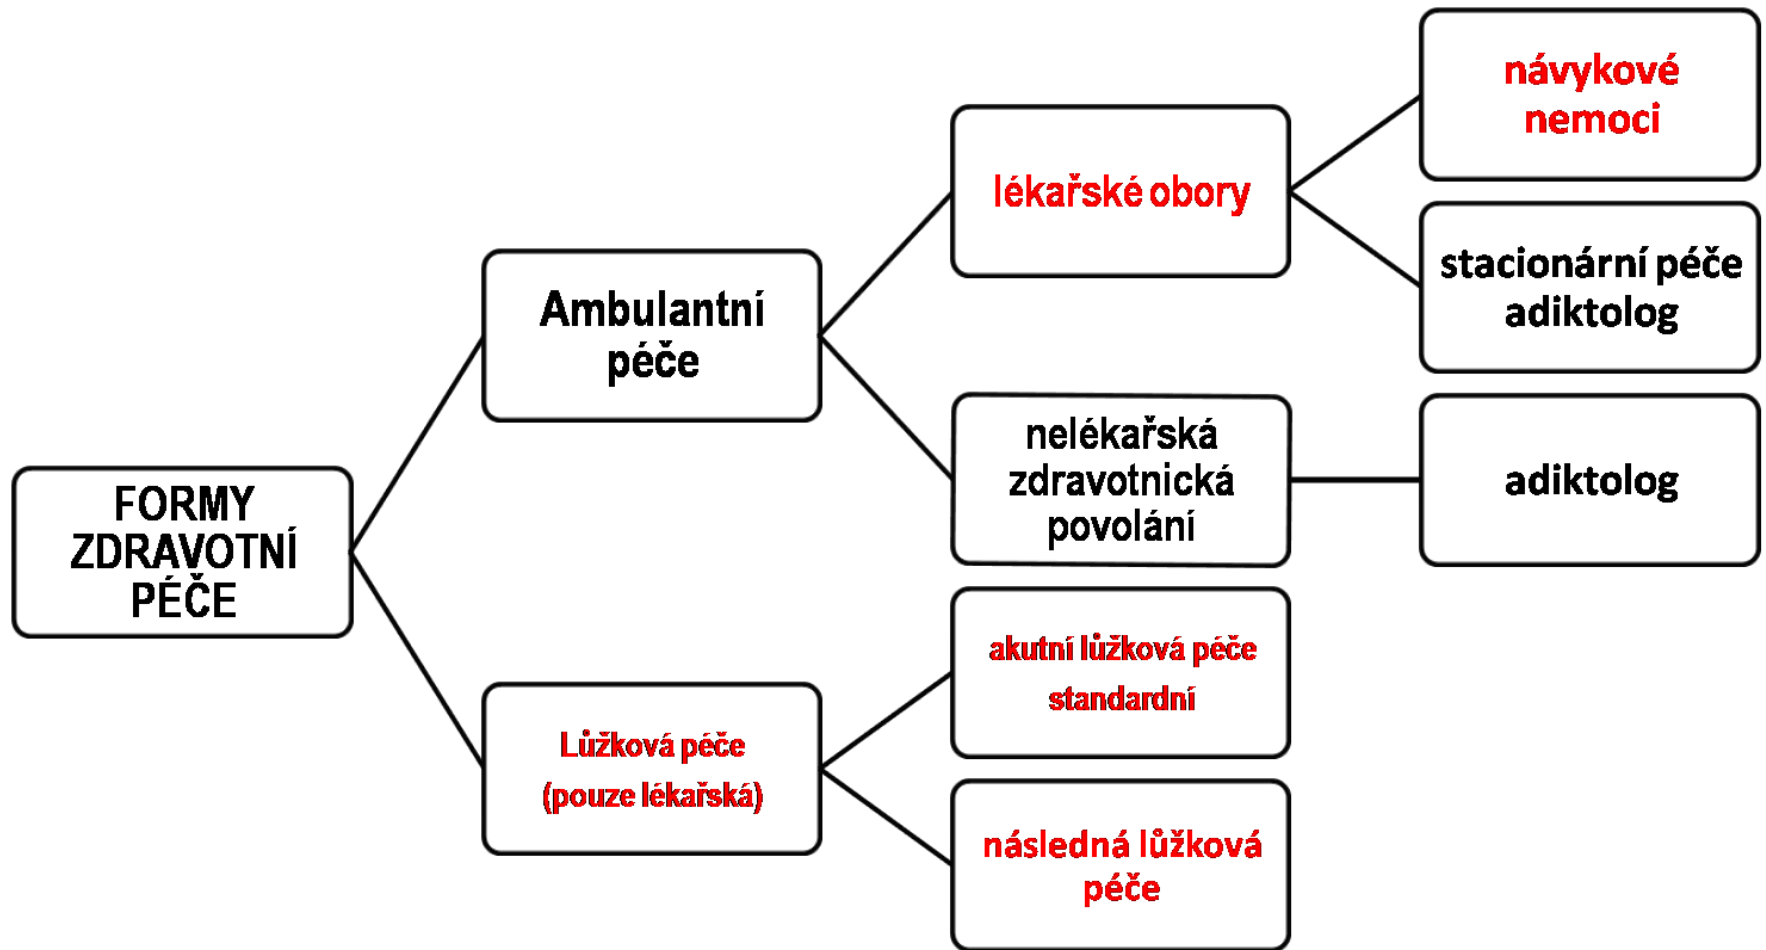 FORMY
ZDRAVOTNÍ
PÉČE
Ambulantní
péče
Lůžková péče
(pouze lékařská)
lékařské obory
nelékařská
zdravotnická
povolání
akutní lůžková péče
standardní
následná lůžková
péče
návykové
nemoci
stacionární péče
adiktolog
adiktolog